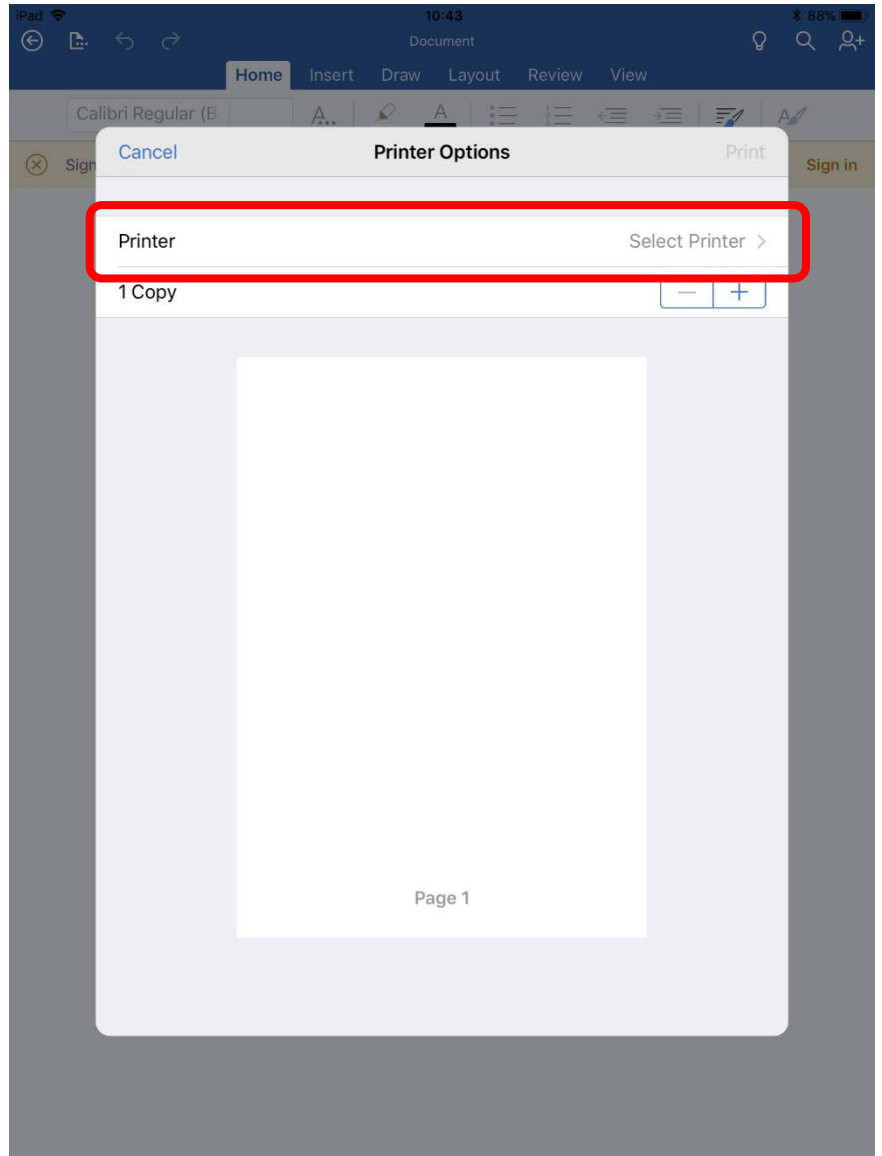 iPad 10:43 88%
Document
Home Insert Draw Layout Review View
Calibri Regular (B A.. A A
Sign Sign in
Cancel Printer Options Print
Printer Select Printer >
1 Copy − +
Page 1